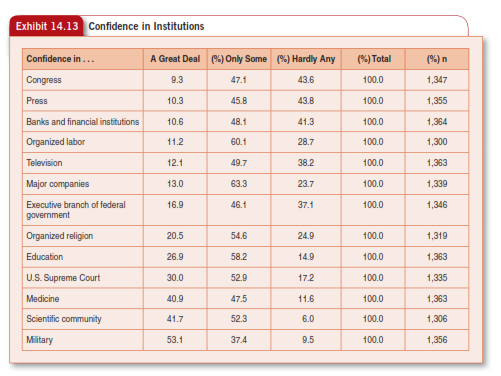 Exhibit 14.13 Confidence in Institutions
Confidence in . . . A Great Deal (%) Only Some (%) Hardly Any (%) Total (%) n
Congress 9.3 47.1 43.6 100.0 1,347
Press 10.3 45.8 43.8 100.0 1,355
Banks and financial institutions 10.6 48.1 41.3 100.0 1,364
Organized labor 11.2 60.1 28.7 100.0 1,300
Television 12.1 49.7 38.2 100.0 1,363
Major companies 13.0 63.3 23.7 100.0 1,339
Executive branch of federal 16.9 46.1 37.1 100.0 1,346
government
Organized religion 20.5 54.6 24.9 100.0 1,319
Education 26.9 58.2 14.9 100.0 1,363
U.S. Supreme Court 30.0 52.9 17.2 100.0 1,335
Medicine 40.9 47.5 11.6 100.0 1,363
Scientific community 41.7 52.3 6.0 100.0 1,306
Military 53.1 37.4 9.5 100.0 1,356